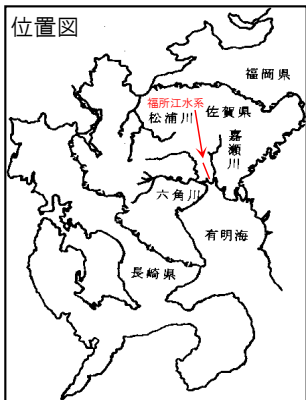 位置図
福岡県
福所江水系
佐賀県
松浦川
嘉瀬川
六角川
有明海
長崎県